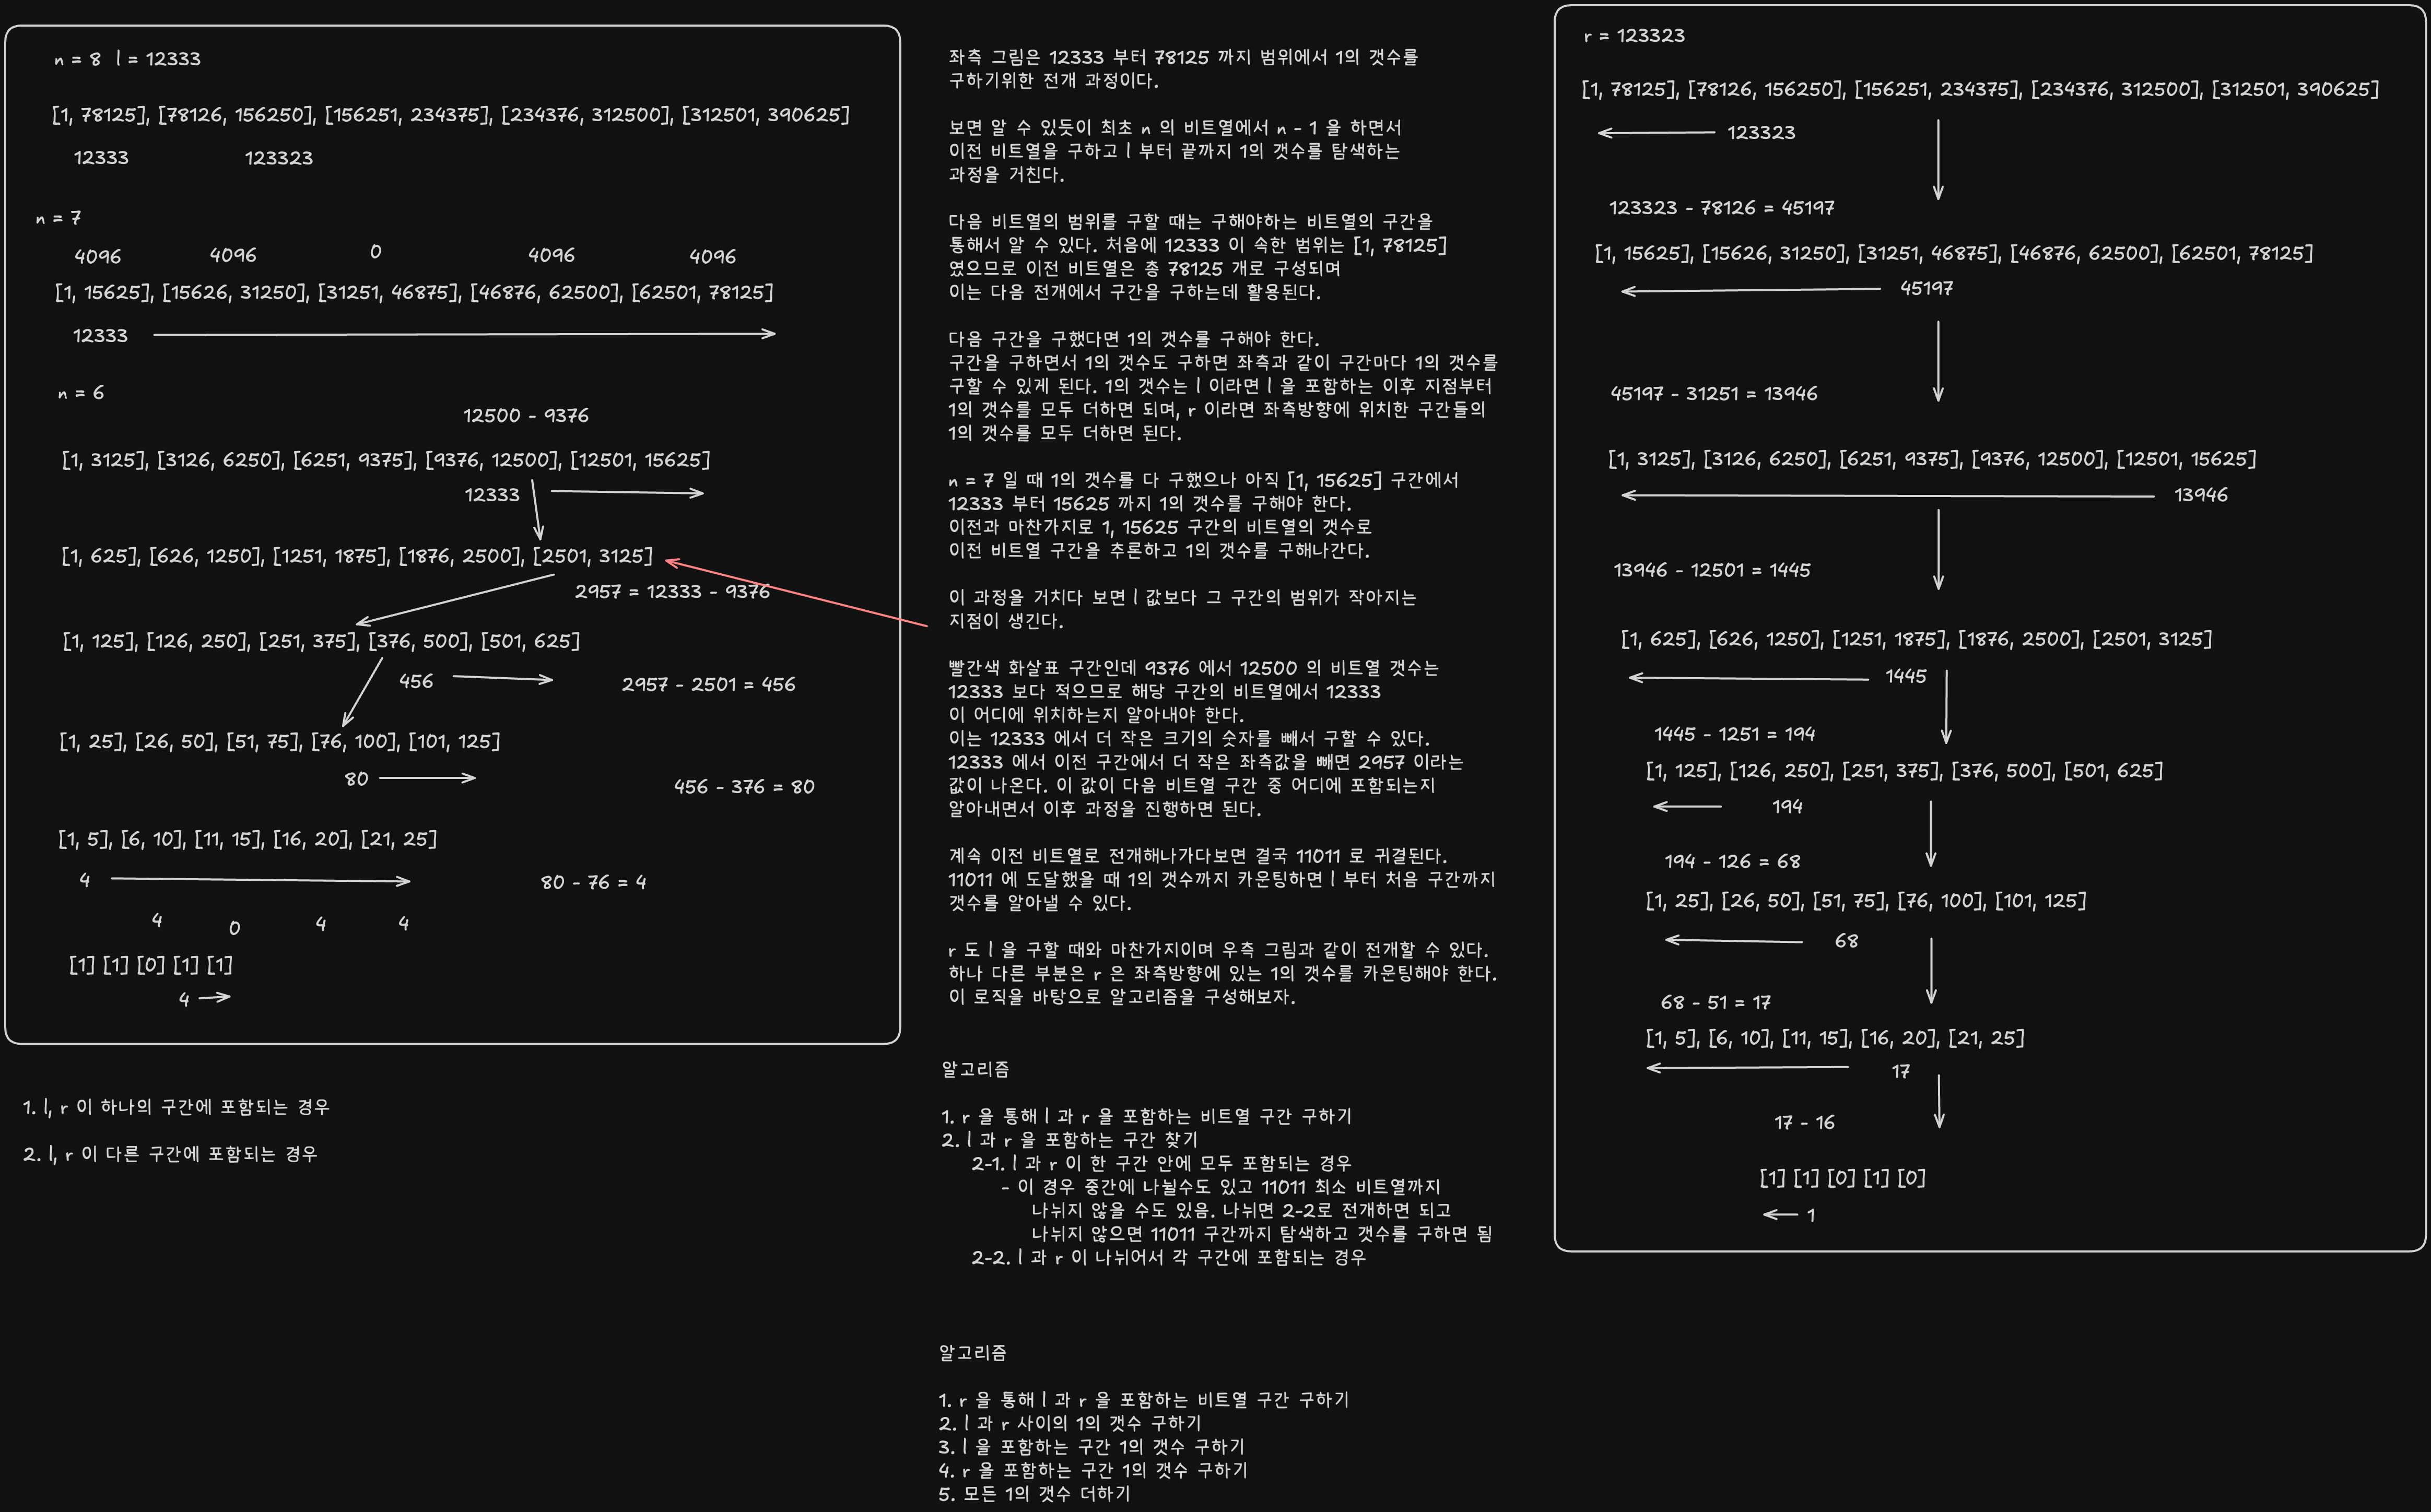 n = 8 l = 12333
[1, 78125], [78126, 156250], [156251, 234375], [234376, 312500], [312501, 390625]
12333 123323
n = 7
4096 4096 0 4096 4096
[1, 15625], [15626, 31250], [31251, 46875], [46876, 62500], [62501, 78125]
12333
n = 6
12500 - 9376
[1, 3125], [3126, 6250], [6251, 9375], [9376, 12500], [12501, 15625]
12333
[1, 625], [626, 1250], [1251, 1875], [1876, 2500], [2501, 3125]
2957 = 12333 - 9376
[1, 125], [126, 250], [251, 375], [376, 500], [501, 625]
456 2957 - 2501 = 456
[1, 25], [26, 50], [51, 75], [76, 100], [101, 125]
80
456 - 376 = 80
[1, 5], [6, 10], [11, 15], [16, 20], [21, 25]
4 80 - 76 = 4
4 0 4 4
[1] [1] [0] [1] [1]
4
1. l, r 이 하나의 구간에 포함되는 경우
2. l, r 이 다른 구간에 포함되는 경우
좌측 그림은 12333 부터 78125 까지 범위에서 1의 갯수를
구하기위한 전개 과정이다.
보면 알 수 있듯이 최초 n 의 비트열에서 n - 1 을 하면서
이전 비트열을 구하고 l 부터 끝까지 1의 갯수를 탐색하는
과정을 거친다.
다음 비트열의 범위를 구할 때는 구해야하는 비트열의 구간을
통해서 알 수 있다. 처음에 12333 이 속한 범위는 [1, 78125]
였으므로 이전 비트열은 총 78125 개로 구성되며
이는 다음 전개에서 구간을 구하는데 활용된다.
다음 구간을 구했다면 1의 갯수를 구해야 한다.
구간을 구하면서 1의 갯수도 구하면 좌측과 같이 구간마다 1의 갯수를
구할 수 있게 된다. 1의 갯수는 l 이라면 l 을 포함하는 이후 지점부터
1의 갯수를 모두 더하면 되며, r 이라면 좌측방향에 위치한 구간들의
1의 갯수를 모두 더하면 된다.
n = 7 일 때 1의 갯수를 다 구했으나 아직 [1, 15625] 구간에서
12333 부터 15625 까지 1의 갯수를 구해야 한다.
이전과 마찬가지로 1, 15625 구간의 비트열의 갯수로
이전 비트열 구간을 추론하고 1의 갯수를 구해나간다.
이 과정을 거치다 보면 l 값보다 그 구간의 범위가 작아지는
지점이 생긴다.
빨간색 화살표 구간인데 9376 에서 12500 의 비트열 갯수는
12333 보다 적으므로 해당 구간의 비트열에서 12333
이 어디에 위치하는지 알아내야 한다.
이는 12333 에서 더 작은 크기의 숫자를 빼서 구할 수 있다.
12333 에서 이전 구간에서 더 작은 좌측값을 빼면 2957 이라는
값이 나온다. 이 값이 다음 비트열 구간 중 어디에 포함되는지
알아내면서 이후 과정을 진행하면 된다.
계속 이전 비트열로 전개해나가다보면 결국 11011 로 귀결된다.
11011 에 도달했을 때 1의 갯수까지 카운팅하면 l 부터 처음 구간까지
갯수를 알아낼 수 있다.
r 도 l 을 구할 때와 마찬가지이며 우측 그림과 같이 전개할 수 있다.
하나 다른 부분은 r 은 좌측방향에 있는 1의 갯수를 카운팅해야 한다.
이 로직을 바탕으로 알고리즘을 구성해보자.
알고리즘
1. r 을 통해 l 과 r 을 포함하는 비트열 구간 구하기
2. l 과 r 을 포함하는 구간 찾기
2-1. l 과 r 이 한 구간 안에 모두 포함되는 경우
- 이 경우 중간에 나뉠수도 있고 11011 최소 비트열까지
나뉘지 않을 수도 있음. 나뉘면 2-2로 전개하면 되고
나뉘지 않으면 11011 구간까지 탐색하고 갯수를 구하면 됨
2-2. l 과 r 이 나뉘어서 각 구간에 포함되는 경우
알고리즘
1. r 을 통해 l 과 r 을 포함하는 비트열 구간 구하기
2. l 과 r 사이의 1의 갯수 구하기
3. l 을 포함하는 구간 1의 갯수 구하기
4. r 을 포함하는 구간 1의 갯수 구하기
5. 모든 1의 갯수 더하기
r = 123323
[1, 78125], [78126, 156250], [156251, 234375], [234376, 312500], [312501, 390625]
123323
123323 - 78126 = 45197
[1, 15625], [15626, 31250], [31251, 46875], [46876, 62500], [62501, 78125]
45197
45197 - 31251 = 13946
[1, 3125], [3126, 6250], [6251, 9375], [9376, 12500], [12501, 15625]
13946
13946 - 12501 = 1445
[1, 625], [626, 1250], [1251, 1875], [1876, 2500], [2501, 3125]
1445
1445 - 1251 = 194
[1, 125], [126, 250], [251, 375], [376, 500], [501, 625]
194
194 - 126 = 68
[1, 25], [26, 50], [51, 75], [76, 100], [101, 125]
68
68 - 51 = 17
[1, 5], [6, 10], [11, 15], [16, 20], [21, 25]
17
17 - 16
[1] [1] [0] [1] [0]
1